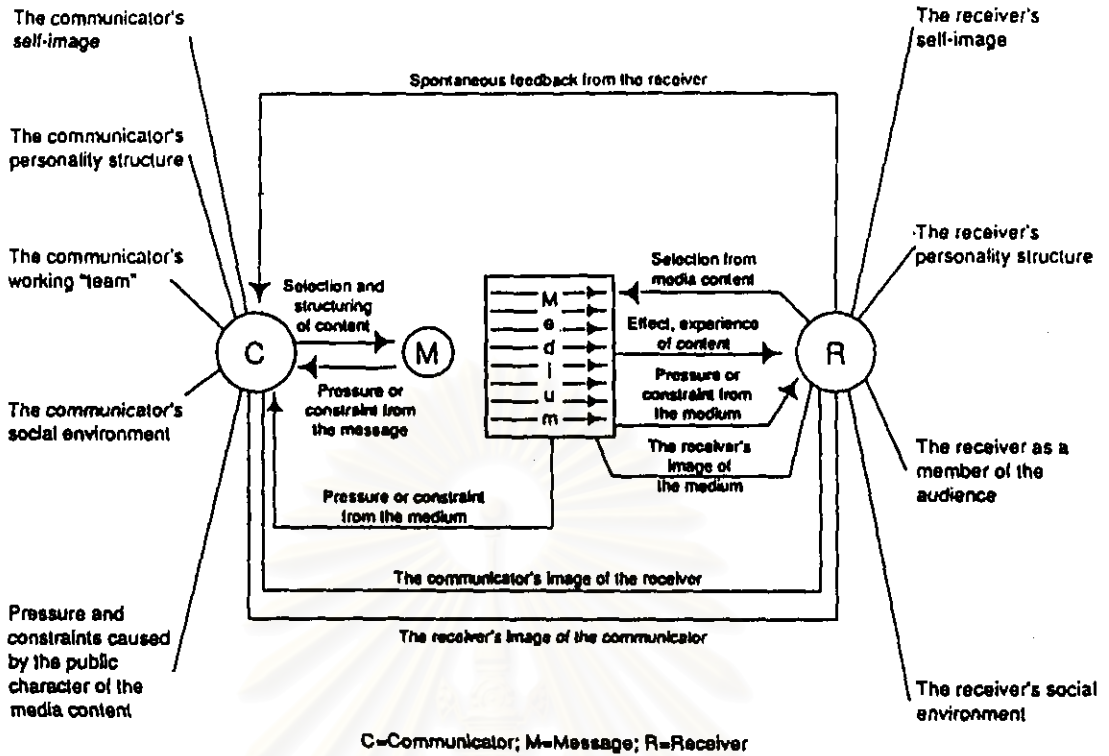 The communicator's
self-image
The receiver's
self-image
Spontaneous feedback from the receiver
The communicator's
personality structure
The communicator's
working "team"
The receiver's
personality structure
Selection and
structuring
of content
C
M
Pressure or
constraint from
the message
M
e
d
i
u
m
Selection from
media content
Effect, experience
of content
Pressure or
constraint from
the medium
The receiver's
image of
the medium
R
The communicator's
social environment
The receiver as a
member of the
audience
Pressure or constraint
from the medium
The communicator's image of the receiver
The receiver's image of the communicator
Pressure and
constraints caused
by the public
character of the
media content
The receiver's social
environment
C=Communicator; M=Message; R=Receiver